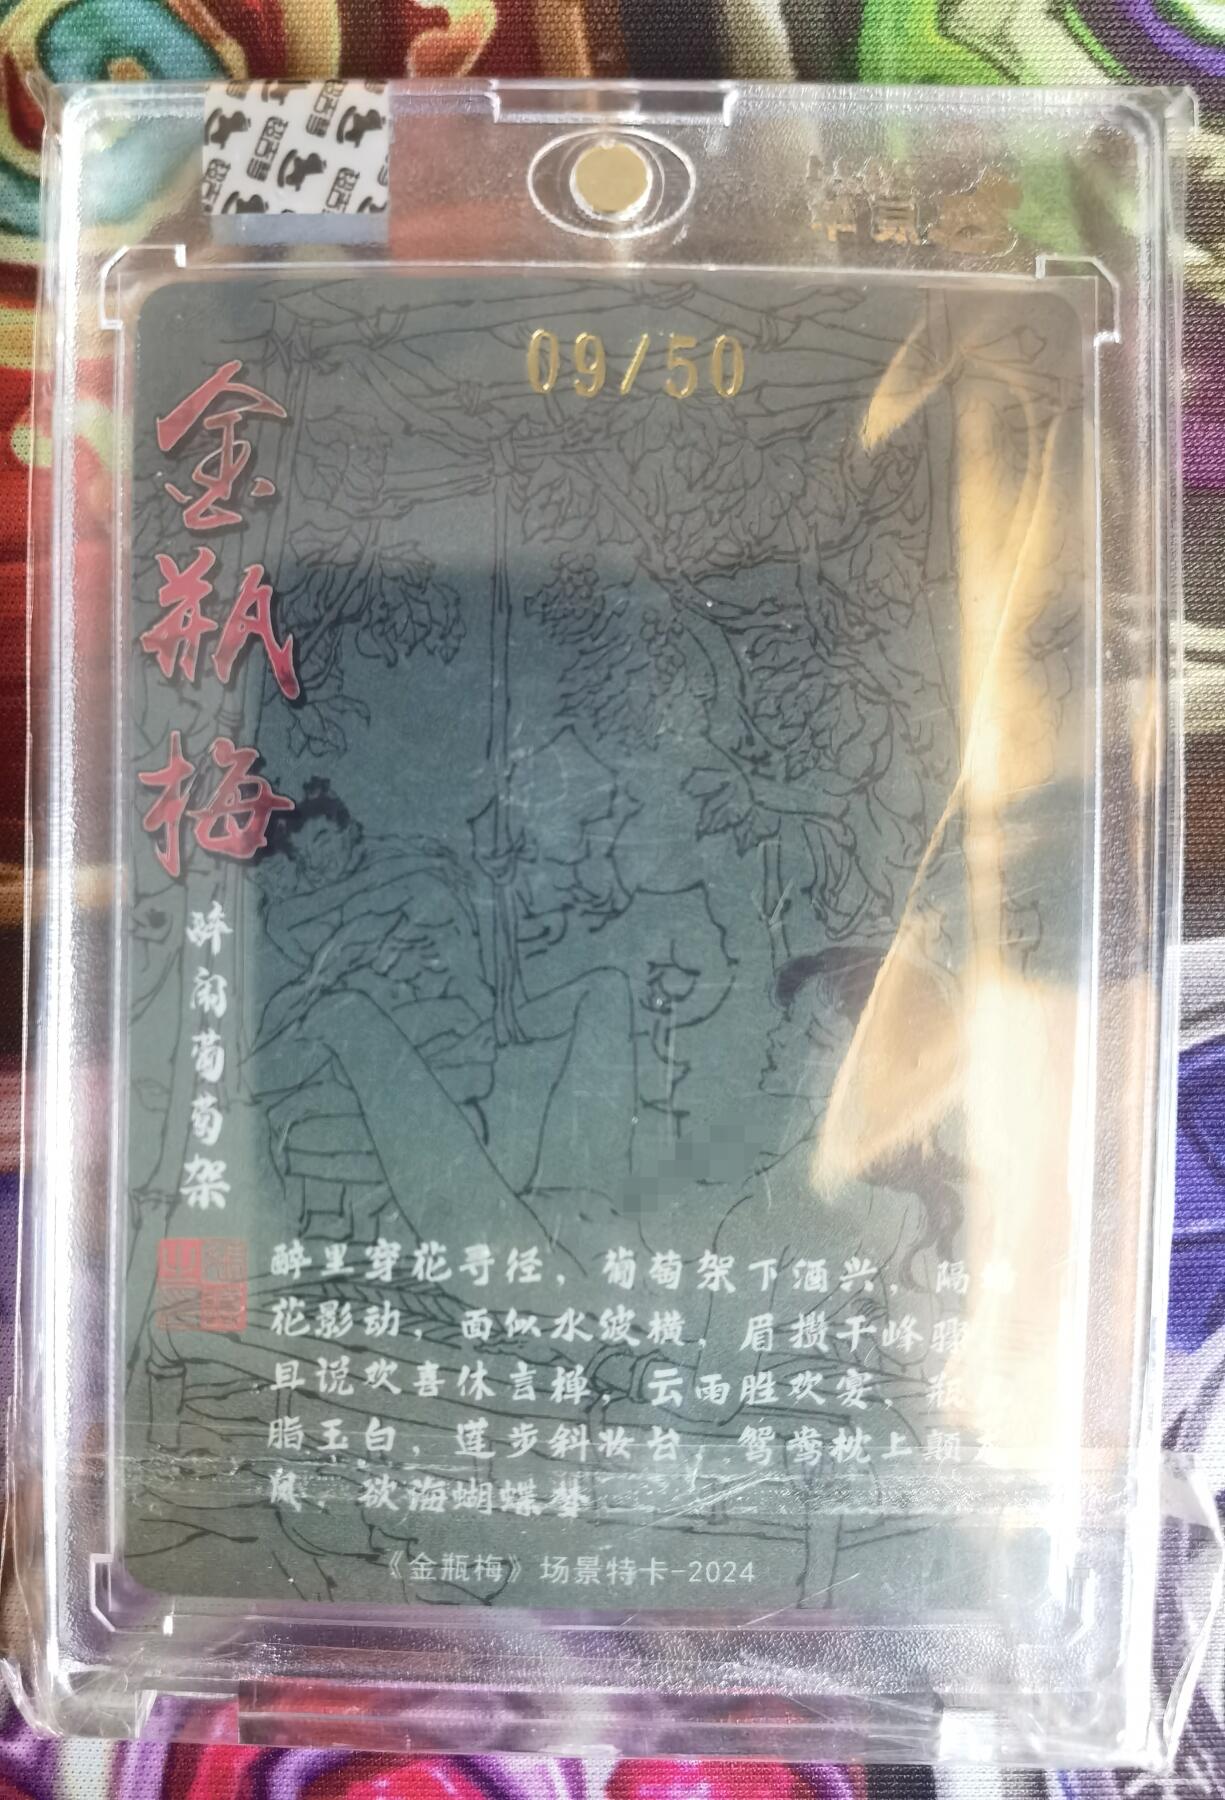 09/50
金瓶梅
醉闹葡萄架
醉里穿花寻径，葡萄架下酒兴，隔
花影动，面似水波横，眉攒千峰骤
且说欢喜休言禅，云雨胜欢宴，瓶
脂玉白，莲步斜妆台，鸳鸯枕上颠
凤，欲海蝴蝶梦
《金瓶梅》场景特卡-2024